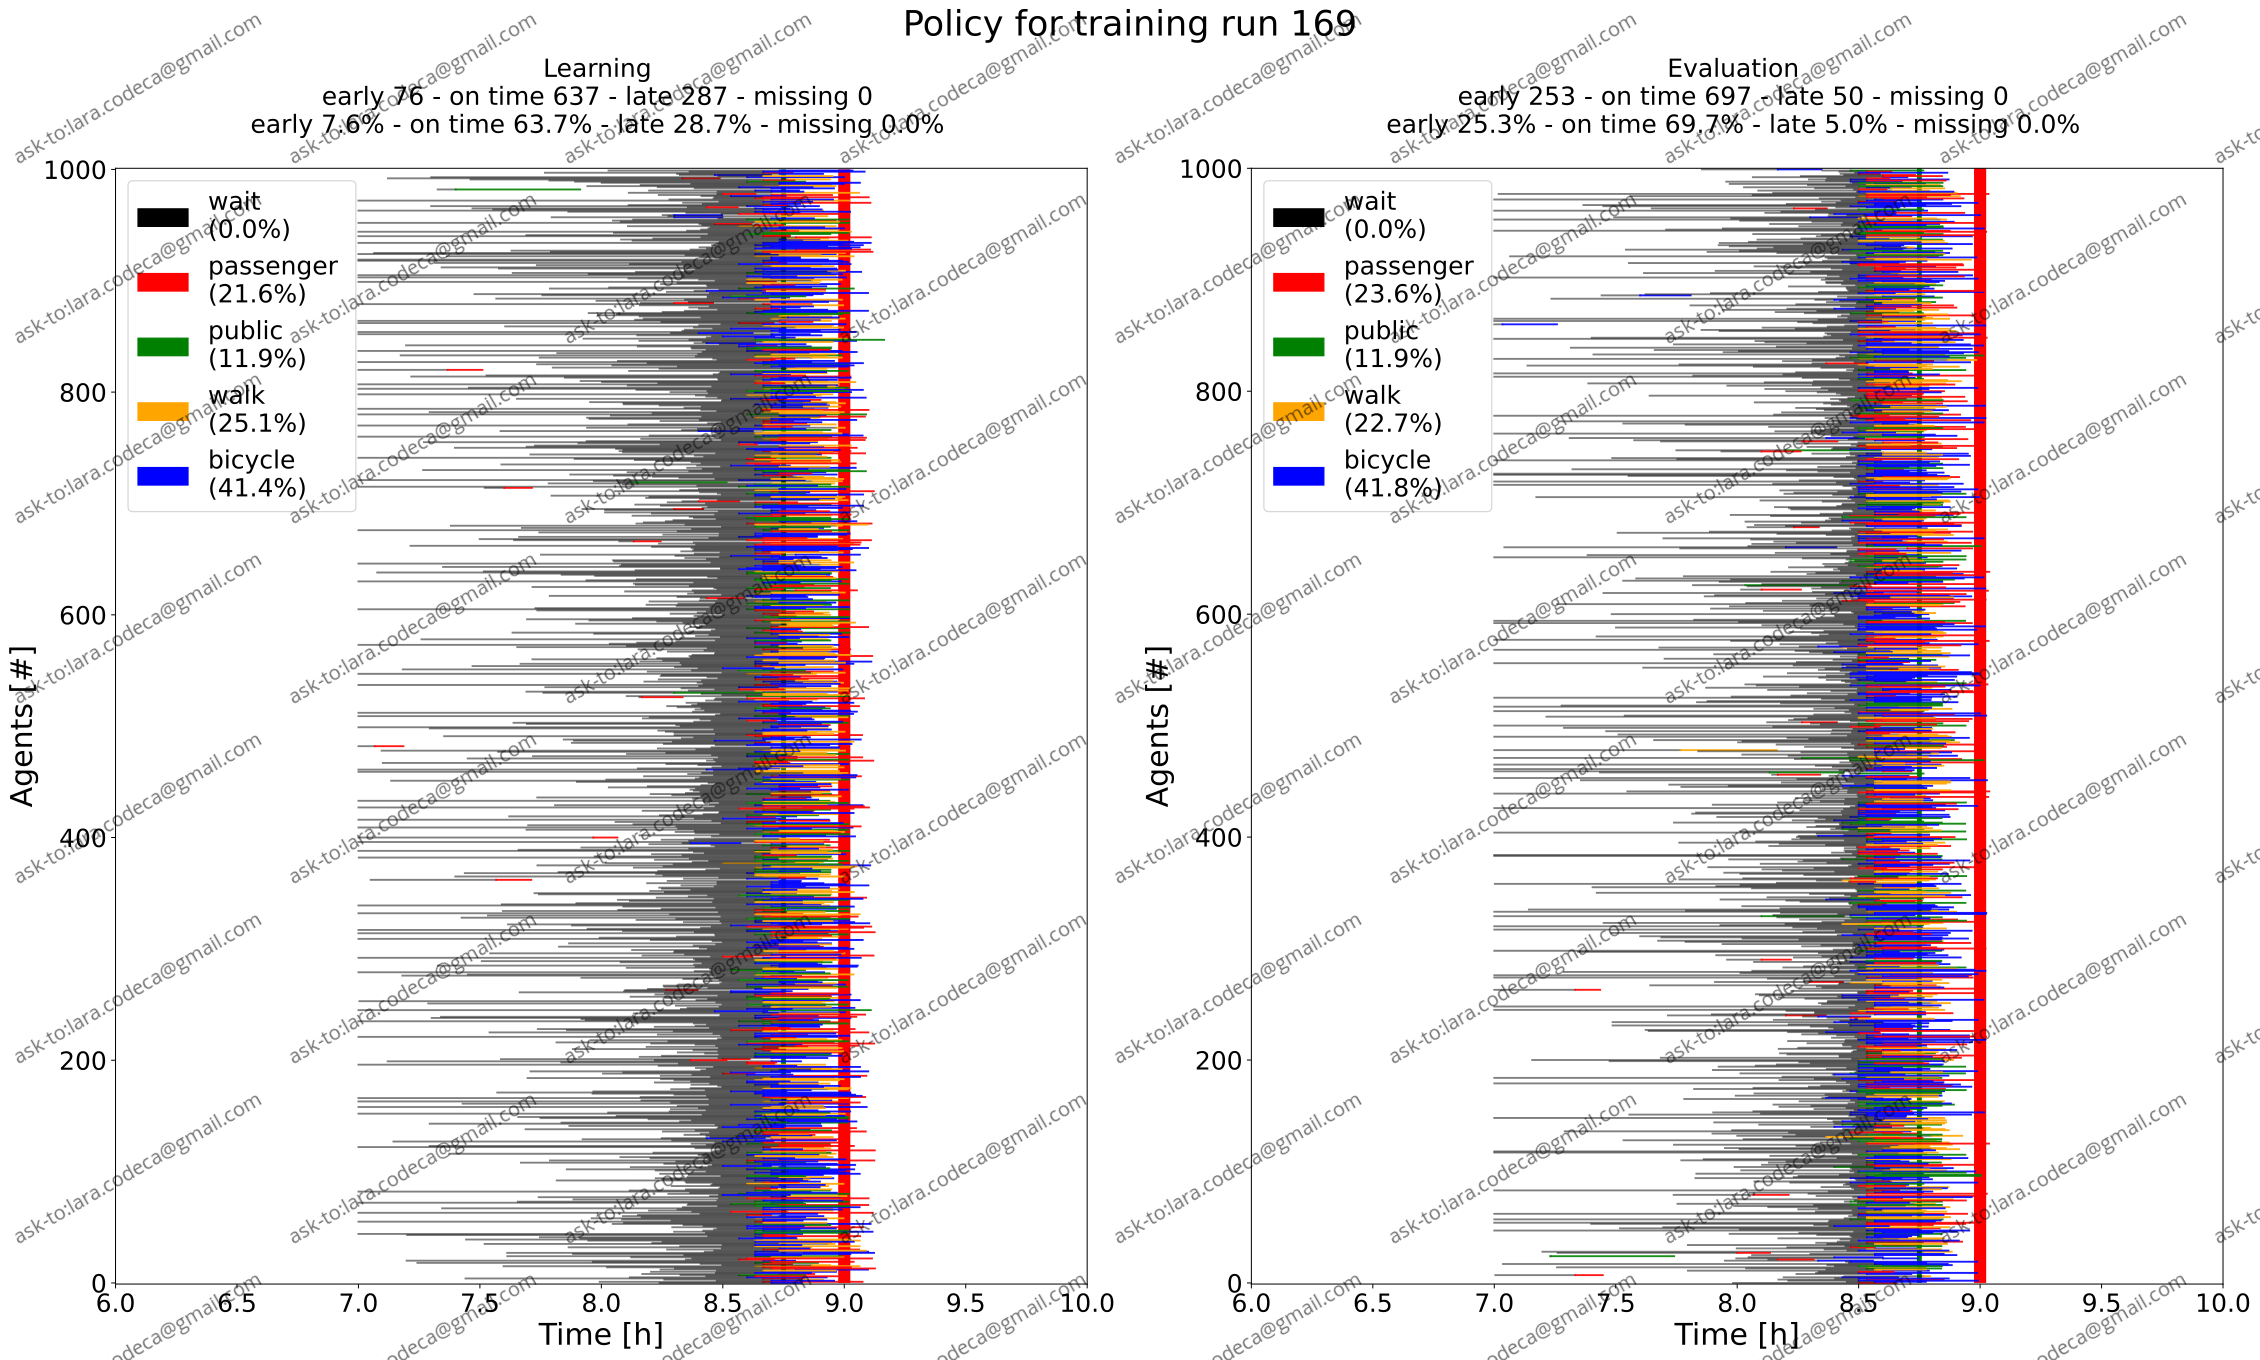 Policy for training run 169
Learning
early 76 - on time 637 - late 287 - missing 0
early 7.6% - on time 63.7% - late 28.7% - missing 0.0%
Agents [#]
1000
800
600
400
200
0
wait
(0.0%)
passenger
(21.6%)
public
(11.9%)
walk
(25.1%)
bicycle
(41.4%)
6.0 6.5 7.0 7.5 8.0 8.5 9.0 9.5 10.0
Time [h]
Evaluation
early 253 - on time 697 - late 50 - missing 0
early 25.3% - on time 69.7% - late 5.0% - missing 0.0%
Agents [#]
1000
800
600
400
200
0
wait
(0.0%)
passenger
(23.6%)
public
(11.9%)
walk
(22.7%)
bicycle
(41.8%)
6.0 6.5 7.0 7.5 8.0 8.5 9.0 9.5 10.0
Time [h]
ask-to:lara.codeca@gmail.com